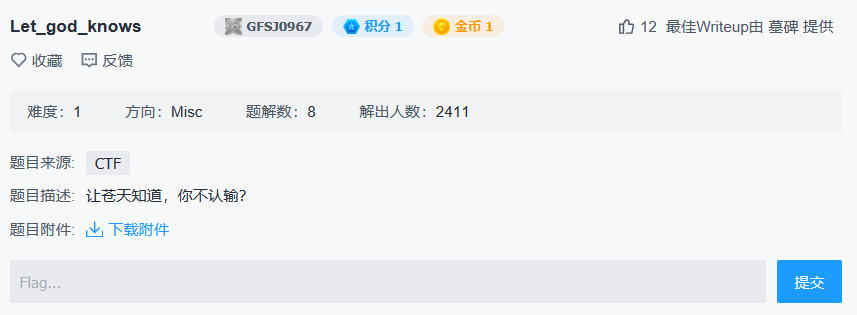 Let_god_knows GFSJ0967 积分 1 金币 1 12 最佳Writeup由 墓碑 提供
收藏 反馈
难度：1 方向：Misc 题解数：8 解出人数：2411
题目来源: CTF
题目描述: 让苍天知道，你不认输?
题目附件: 下载附件
Flag... 提交